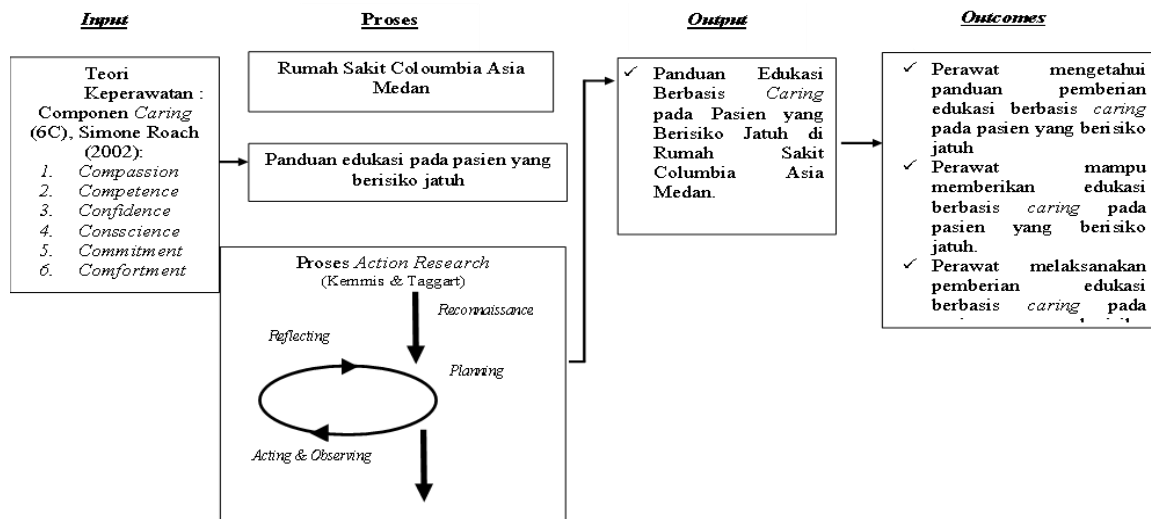 Input
Teori
Keperawatan :
Componen Caring
(6C), Simone Roach
(2002):
1. Compassion
2. Competence
3. Confidence
4. Consscience
5. Commitment
6. Comfortment
Proses
Rumah Sakit Coloumbia Asia
Medan
Panduan edukasi pada pasien yang
berisiko jatuh
Proses Action Research
(Kemmis & Taggart)
Reconnaissance
Reflecting
Planning
Acting & Observing
Output
✓ Panduan Edukasi
Berbasis Caring
pada Pasien yang
Berisiko Jatuh di
Rumah Sakit
Columbia Asia
Medan.
Outcomes
✓ Perawat mengetahui
panduan pemberian
edukasi berbasis caring
pada pasien yang berisiko
jatuh
✓ Perawat mampu
memberikan edukasi
berbasis caring pada
pasien yang berisiko
jatuh.
✓ Perawat melaksanakan
pemberian edukasi
berbasis caring pada